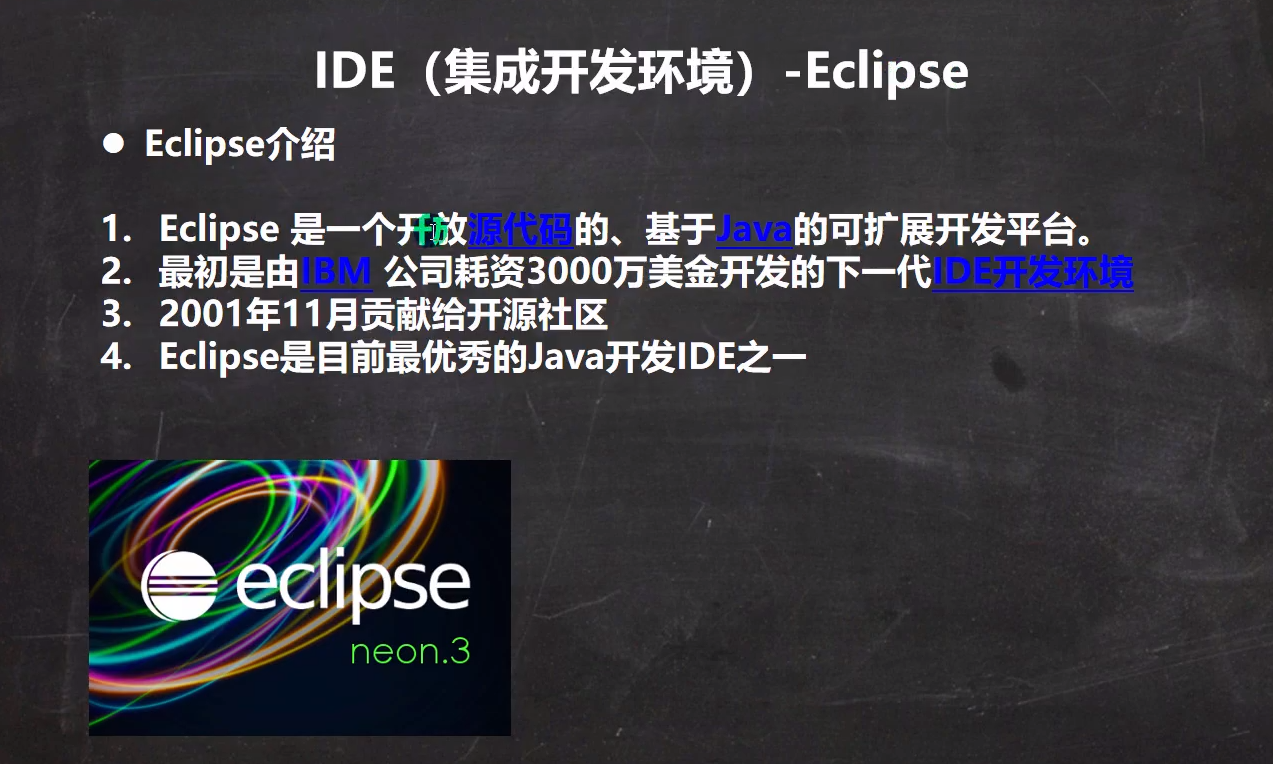 IDE（集成开发环境）-Eclipse
● Eclipse介绍
1. Eclipse 是一个开放源代码的、基于Java的可扩展开发平台。
2. 最初是由IBM 公司耗资3000万美金开发的下一代IDE开发环境
3. 2001年11月贡献给开源社区
4. Eclipse是目前最优秀的Java开发IDE之一
eclipse
neon.3